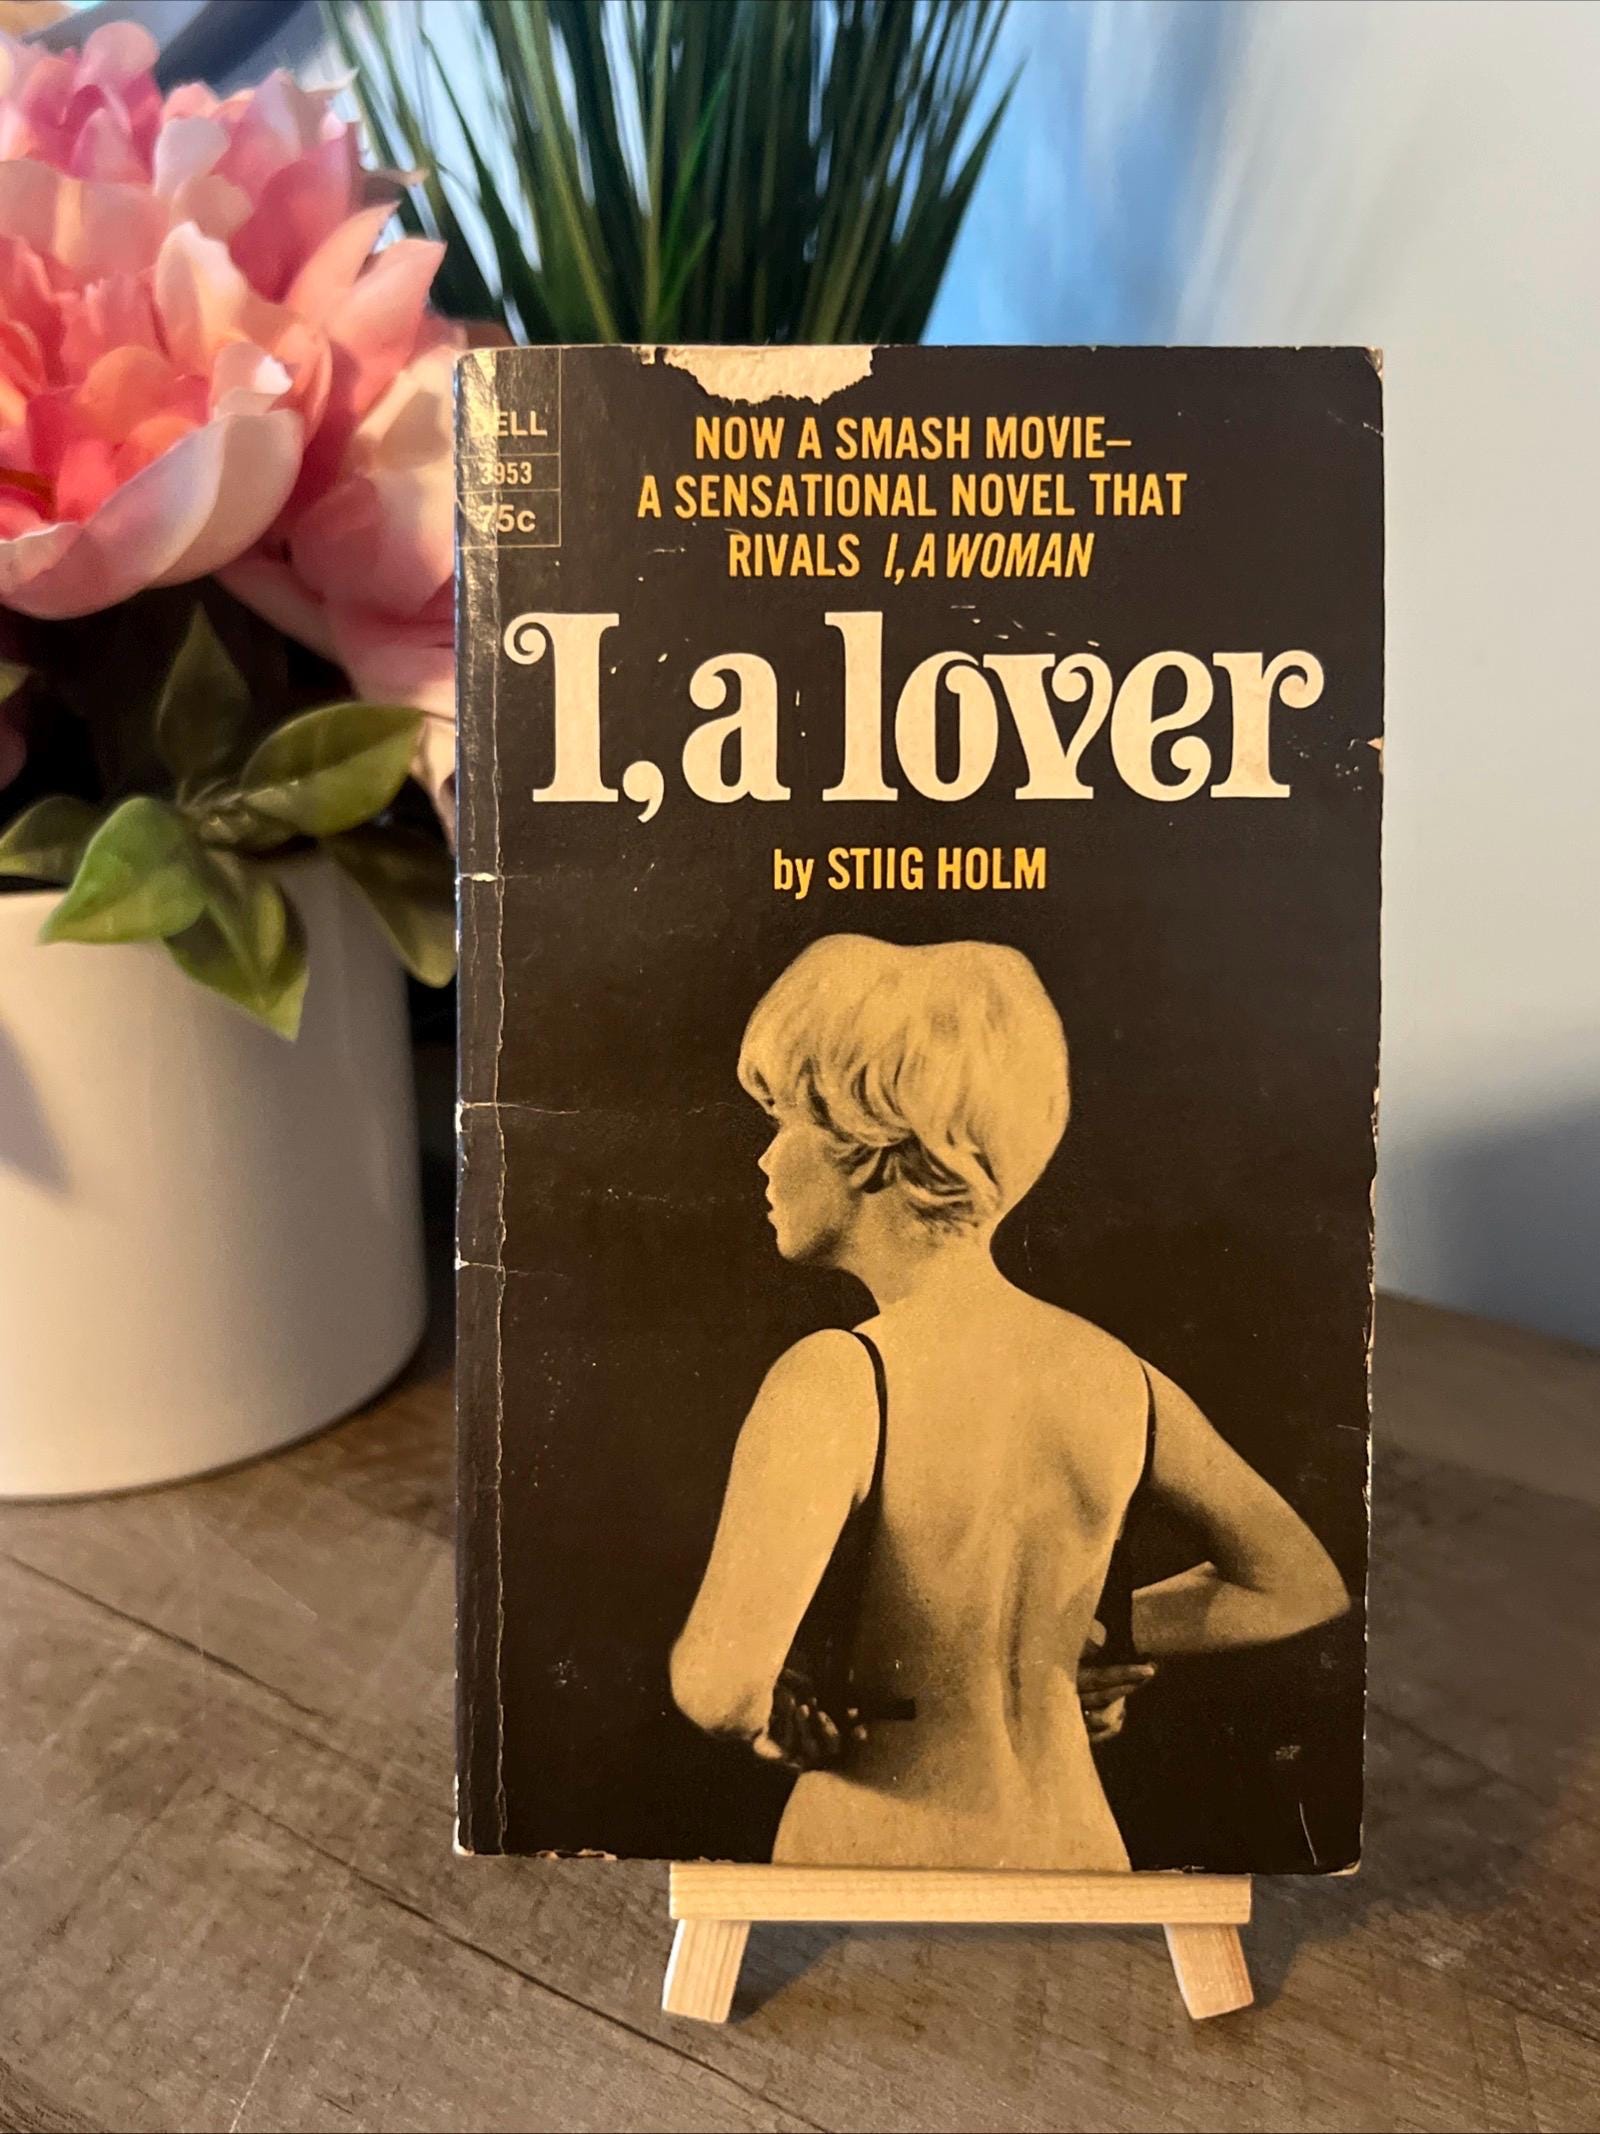 DELL
3953
75c
NOW A SMASH MOVIE–
A SENSATIONAL NOVEL THAT
RIVALS I, A WOMAN
I, a lover
by STIIG HOLM